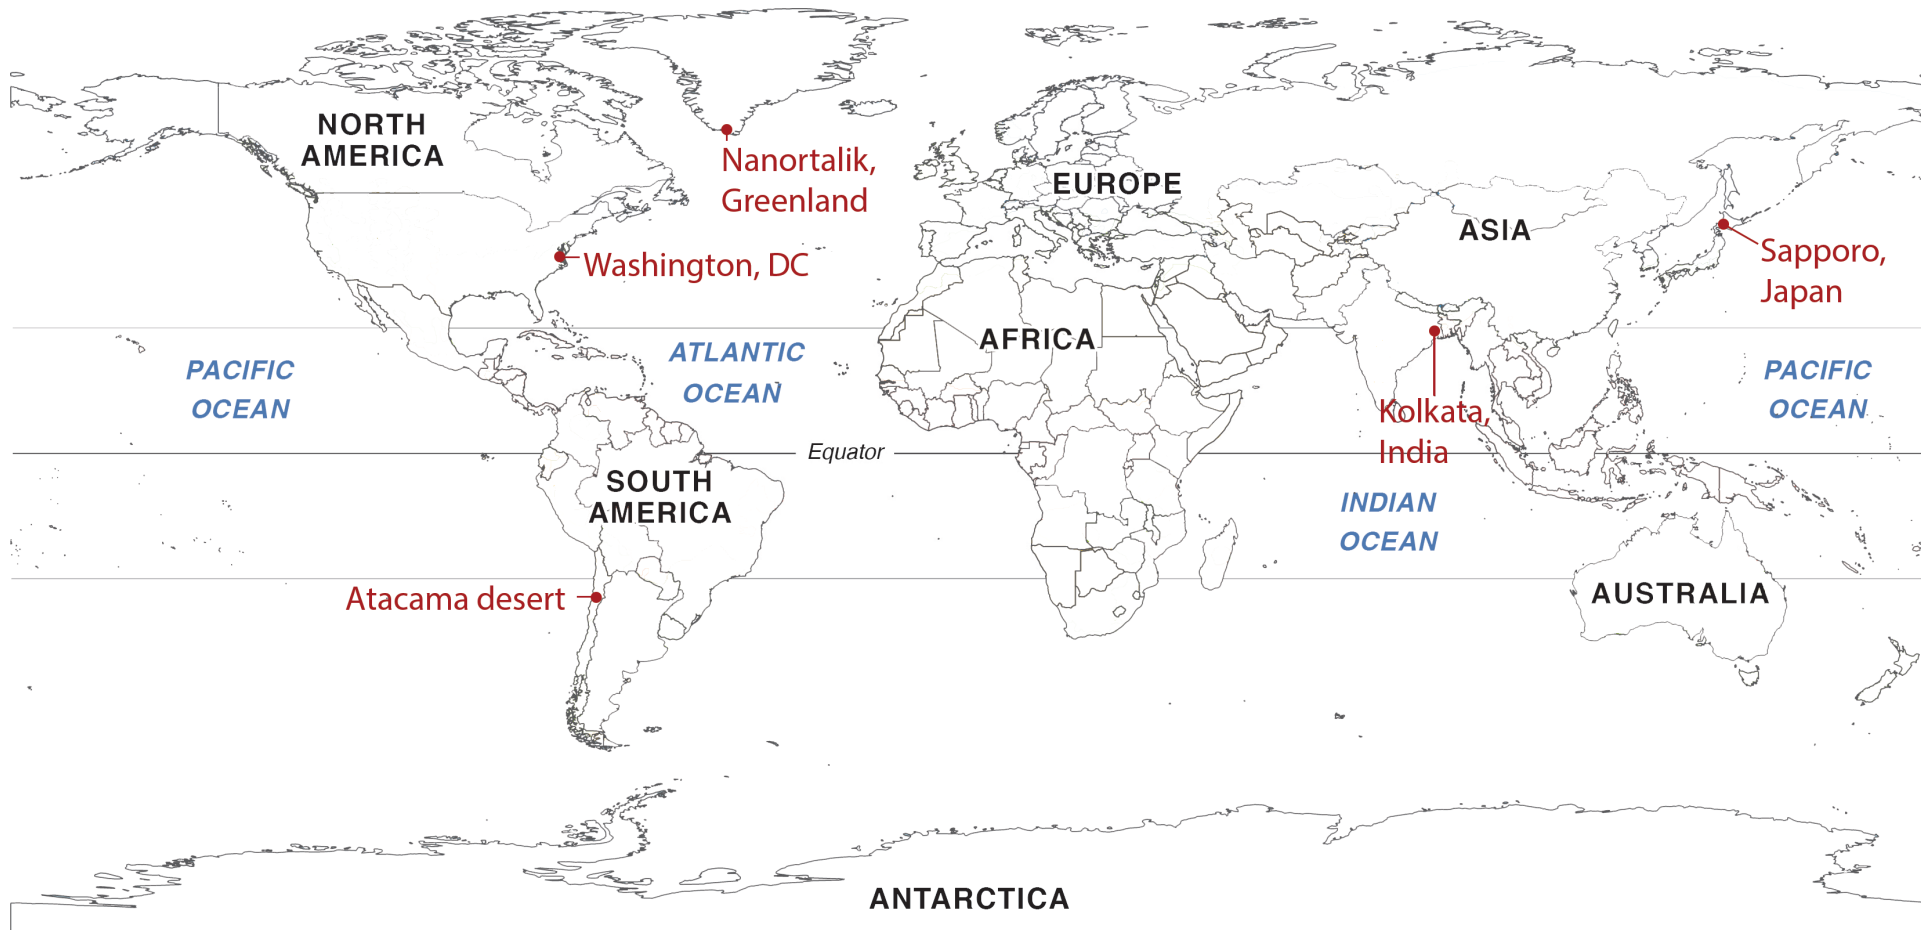 NORTH
AMERICA
Nanortalik,
Greenland
EUROPE
ASIA
Washington, DC
Sapporo,
Japan
AFRICA
ATLANTIC
OCEAN
PACIFIC
OCEAN
PACIFIC
OCEAN
Kolkata,
India
Equator
SOUTH
AMERICA
INDIAN
OCEAN
Atacama desert
AUSTRALIA
ANTARCTICA